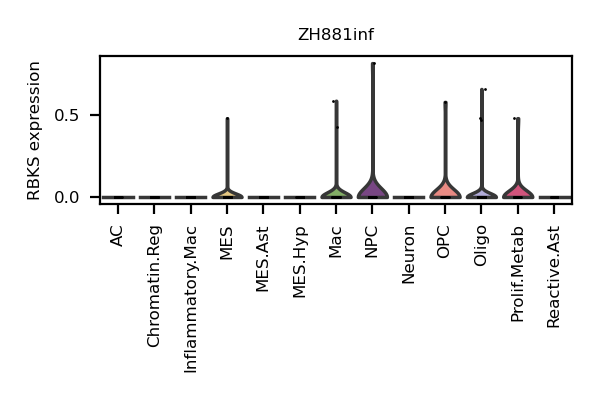 ZH881inf
RBKS expression
0.5
0.0
AC
Chromatin.Reg
Inflammatory.Mac
MES
MES.Ast
MES.Hyp
Mac
NPC
Neuron
OPC
Oligo
Prolif.Metab
Reactive.Ast